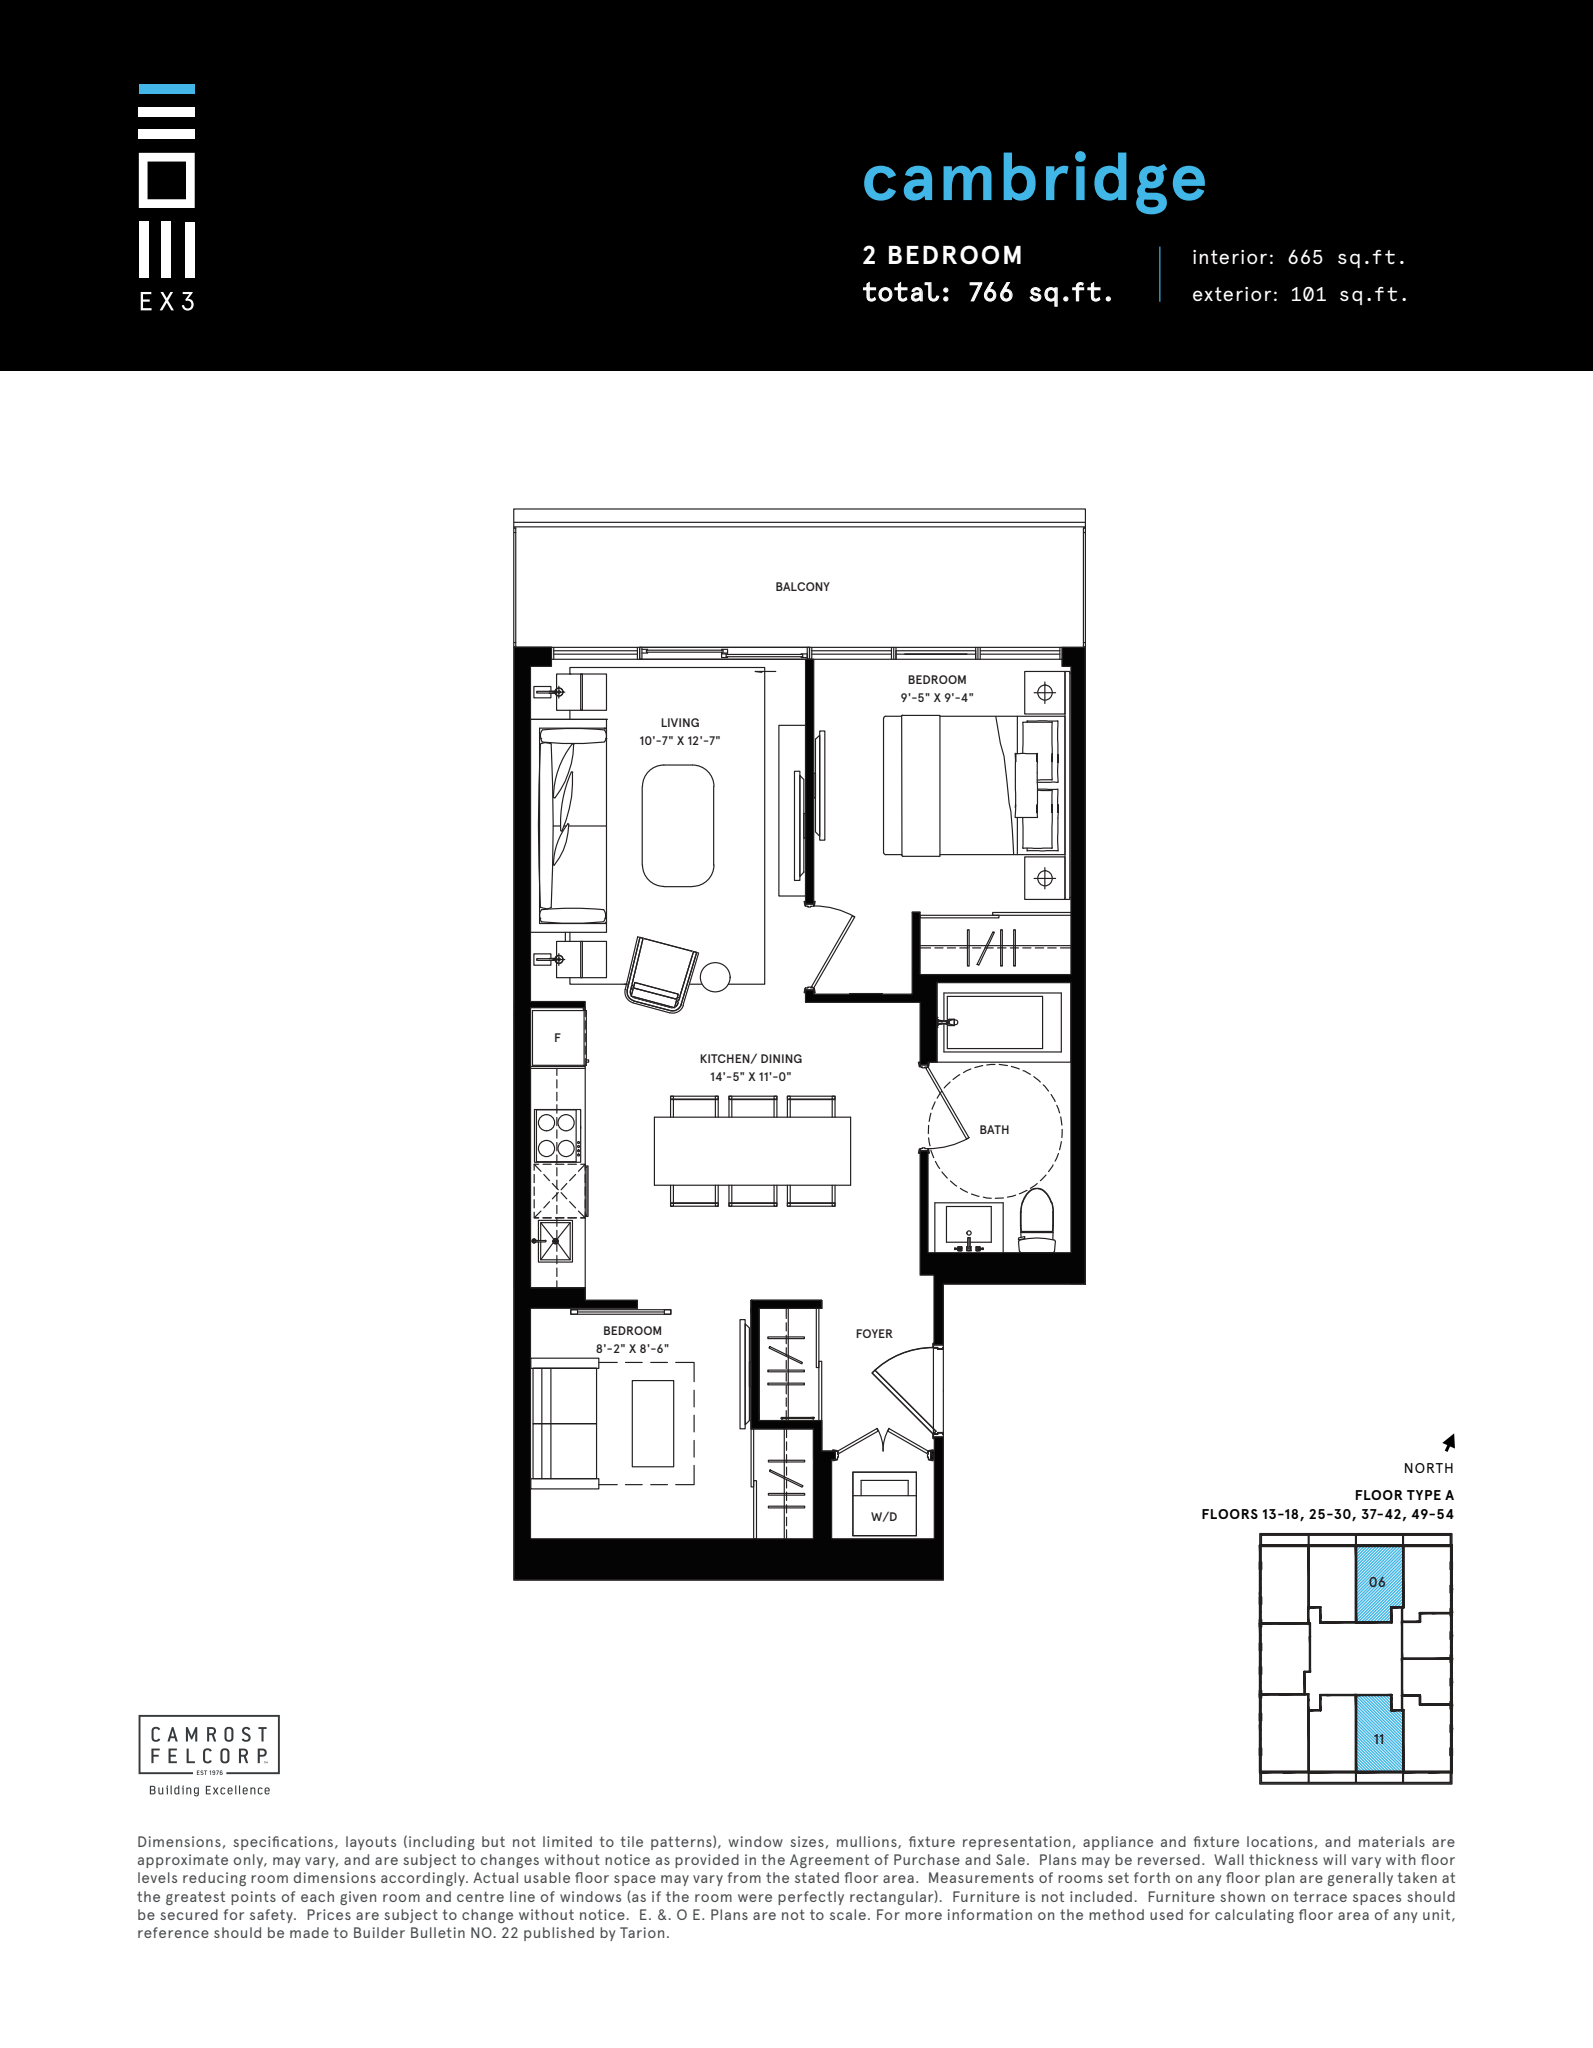 EX3
cambridge
2 BEDROOM
total: 766 sq.ft.
interior: 665 sq.ft.
exterior: 101 sq.ft.
BALCONY
BEDROOM
9'-5" X 9'-4"
LIVING
10'-7" X 12'-7"
F
KITCHEN/ DINING
14'-5" X 11'-0"
BATH
BEDROOM
8'-2" X 8'-6"
FOYER
W/D
NORTH
FLOOR TYPE A
FLOORS 13-18, 25-30, 37-42, 49-54
06
11
CAMROST
FELCORP
EST 1976
Building Excellence
Dimensions, specifications, layouts (including but not limited to tile patterns), window sizes, mullions, fixture representation, appliance and fixture locations, and materials are
approximate only, may vary, and are subject to changes without notice as provided in the Agreement of Purchase and Sale. Plans may be reversed. Wall thickness will vary with floor
levels reducing room dimensions accordingly. Actual usable floor space may vary from the stated floor area. Measurements of rooms set forth on any floor plan are generally taken at
the greatest points of each given room and centre line of windows (as if the room were perfectly rectangular). Furniture is not included. Furniture shown on terrace spaces should
be secured for safety. Prices are subject to change without notice. E. &. O E. Plans are not to scale. For more information on the method used for calculating floor area of any unit,
reference should be made to Builder Bulletin NO. 22 published by Tarion.